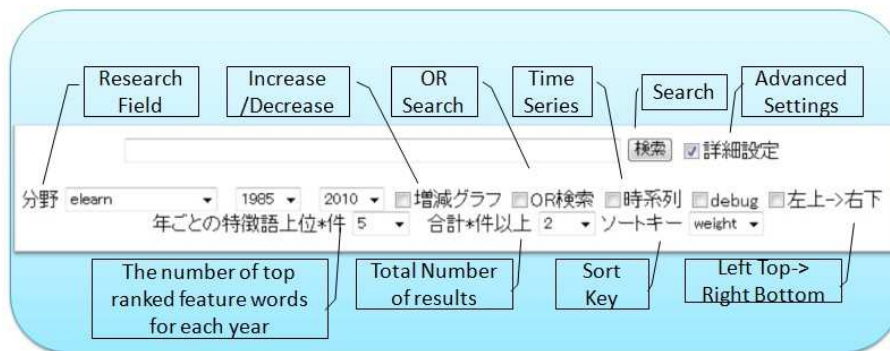 Research
Field
Increase
/Decrease
OR
Search
Time
Series
Search
Advanced
Settings
検索 詳細設定
分野 elearn 1985 2010 増減グラフ OR検索 時系列 debug 左上->右下
年ごとの特徴語上位*件 5 合計*件以上 2 ソートキー weight
The number of top
ranked feature words
for each year
Total Number
of results
Sort
Key
Left Top->
Right Bottom